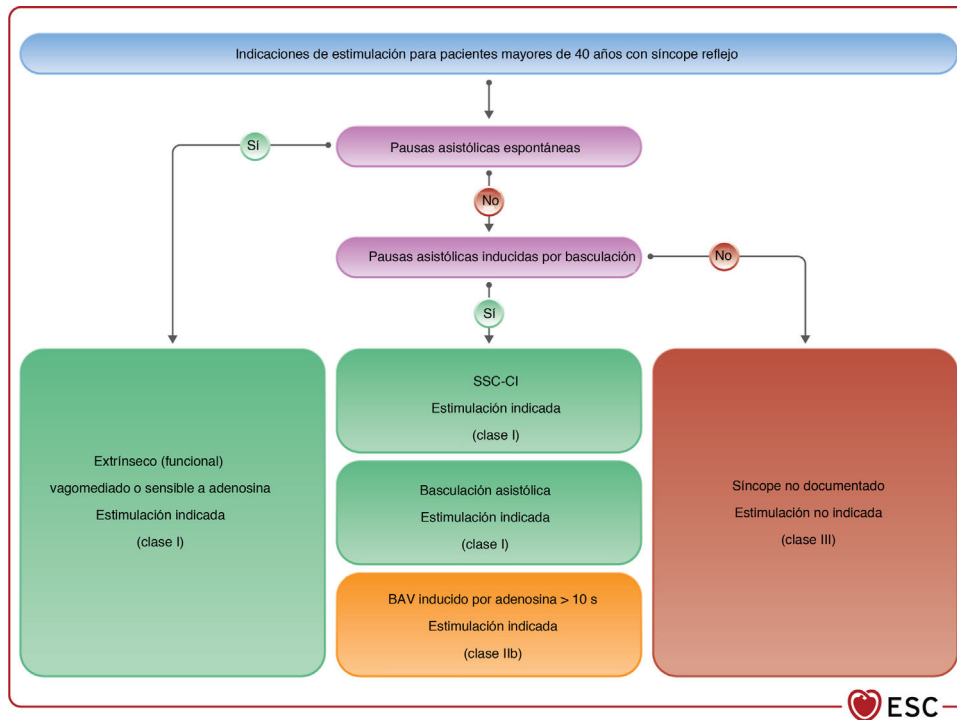 Indicaciones de estimulación para pacientes mayores de 40 años con síncope reflejo
Sí
Pausas asistólicas espontáneas
No
Pausas asistólicas inducidas por basculación
No
Sí
Extrínseco (funcional)
vagomediado o sensible a adenosina
Estimulación indicada
(clase I)
SSC-CI
Estimulación indicada
(clase I)
Basculación asistólica
Estimulación indicada
(clase I)
BAV inducido por adenosina > 10 s
Estimulación indicada
(clase IIb)
Síncope no documentado
Estimulación no indicada
(clase III)
ESC